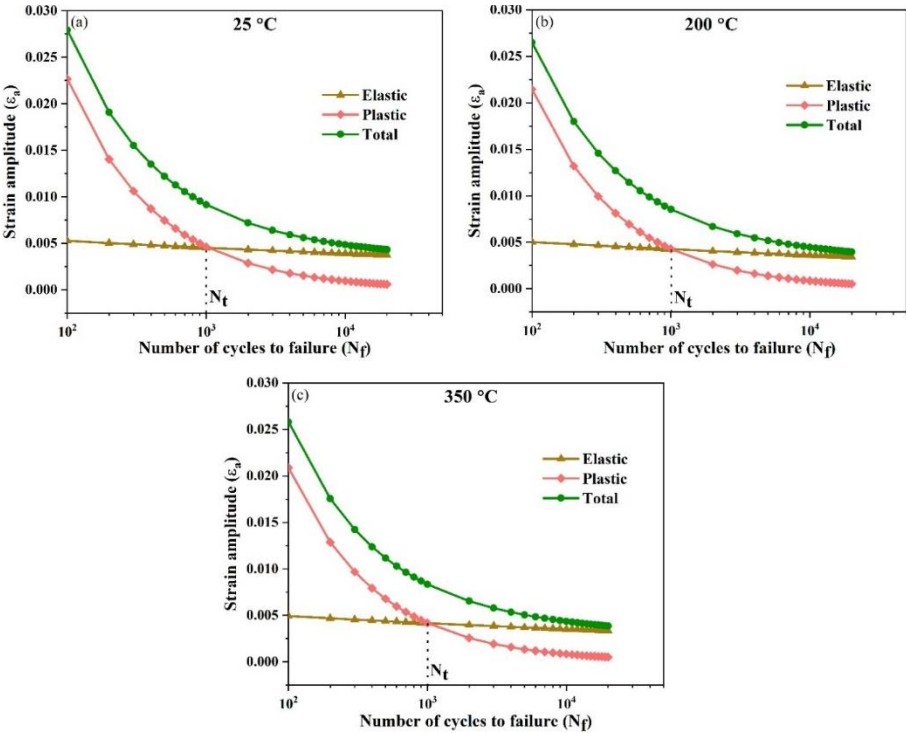 (a)
25 °C
0.030
0.025
0.020
0.015
0.010
0.005
0.000
Strain amplitude (εa)
Elastic
Plastic
Total
Nt
10²
10³
10⁴
Number of cycles to failure (Nf)
(b)
200 °C
0.030
0.025
0.020
0.015
0.010
0.005
0.000
Strain amplitude (εa)
Elastic
Plastic
Total
Nt
10²
10³
10⁴
Number of cycles to failure (Nf)
(c)
350 °C
0.030
0.025
0.020
0.015
0.010
0.005
0.000
Strain amplitude (εa)
Elastic
Plastic
Total
Nt
10²
10³
10⁴
Number of cycles to failure (Nf)